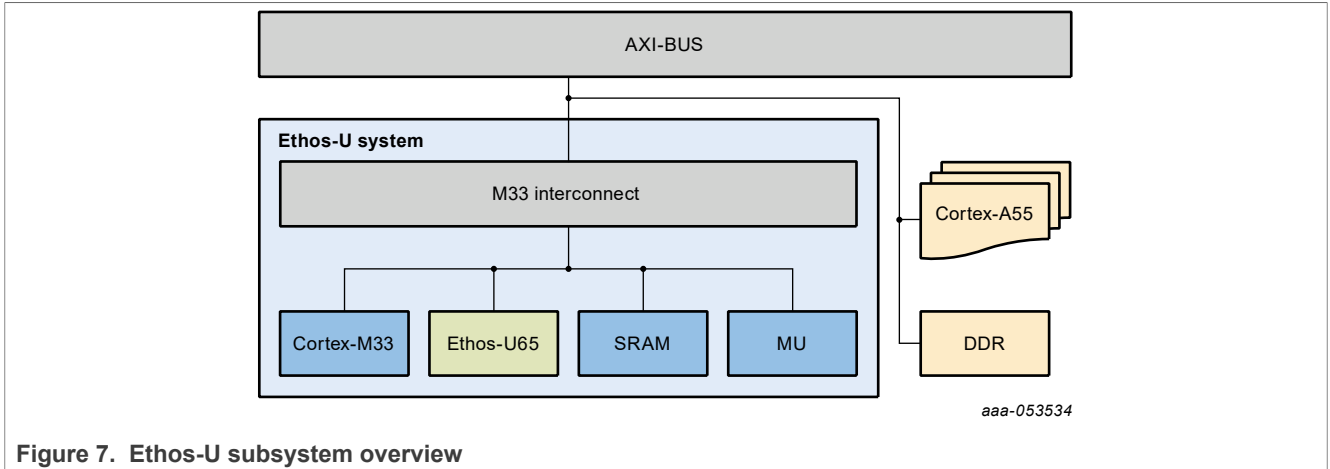 AXI-BUS
Ethos-U system
M33 interconnect
Cortex-A55
Cortex-M33
Ethos-U65
SRAM
MU
DDR
aaa-053534
Figure 7. Ethos-U subsystem overview